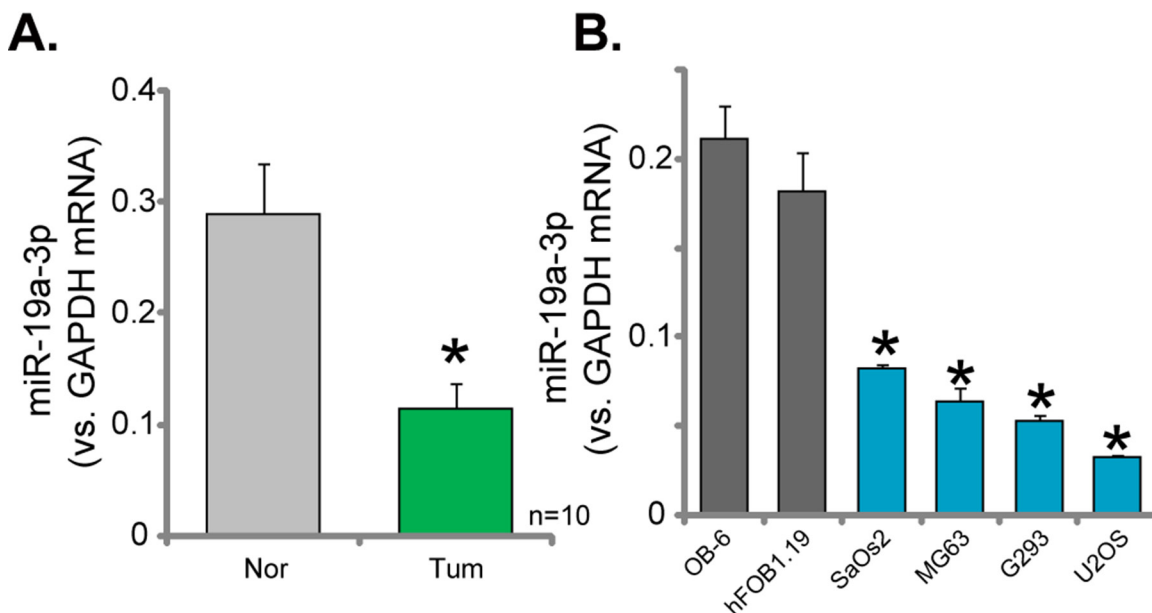 A.
miR-19a-3p
(vs. GAPDH mRNA)
0.4
0.3
0.2
0.1
0
*
n=10
Nor
Tum
B.
miR-19a-3p
(vs. GAPDH mRNA)
0.2
0.1
0
*
*
*
*
OB-6
hFOB1.19
SaOs2
MG63
G293
U2OS